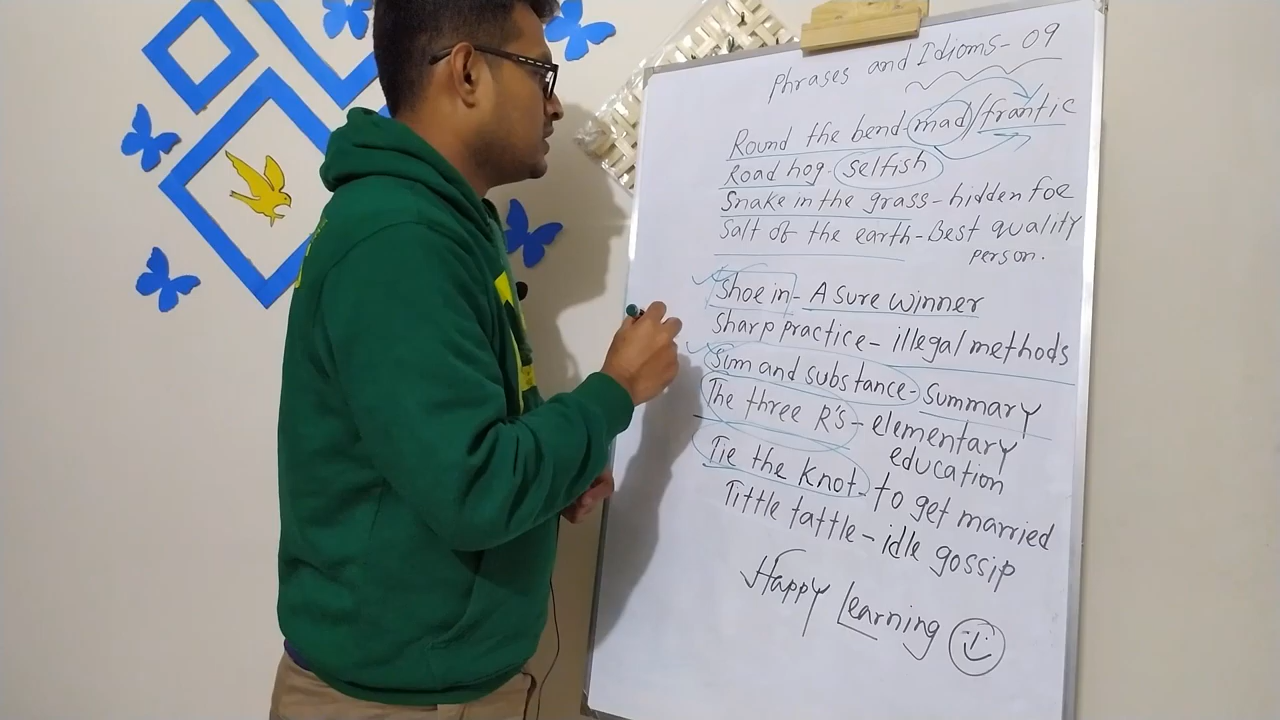 Phrases and Idioms-09
Round the bend mad/frantic
Road hog- selfish
Snake in the grass-hidden foe
Salt of the earth-Best quality
person.
Shoe in- A sure winner
Sharp practice- illegal methods
Sum and substance- Summary
The three R's- elementary
education
Tie the knot- to get married
Tittle tattle- idle gossip
Happy Learning